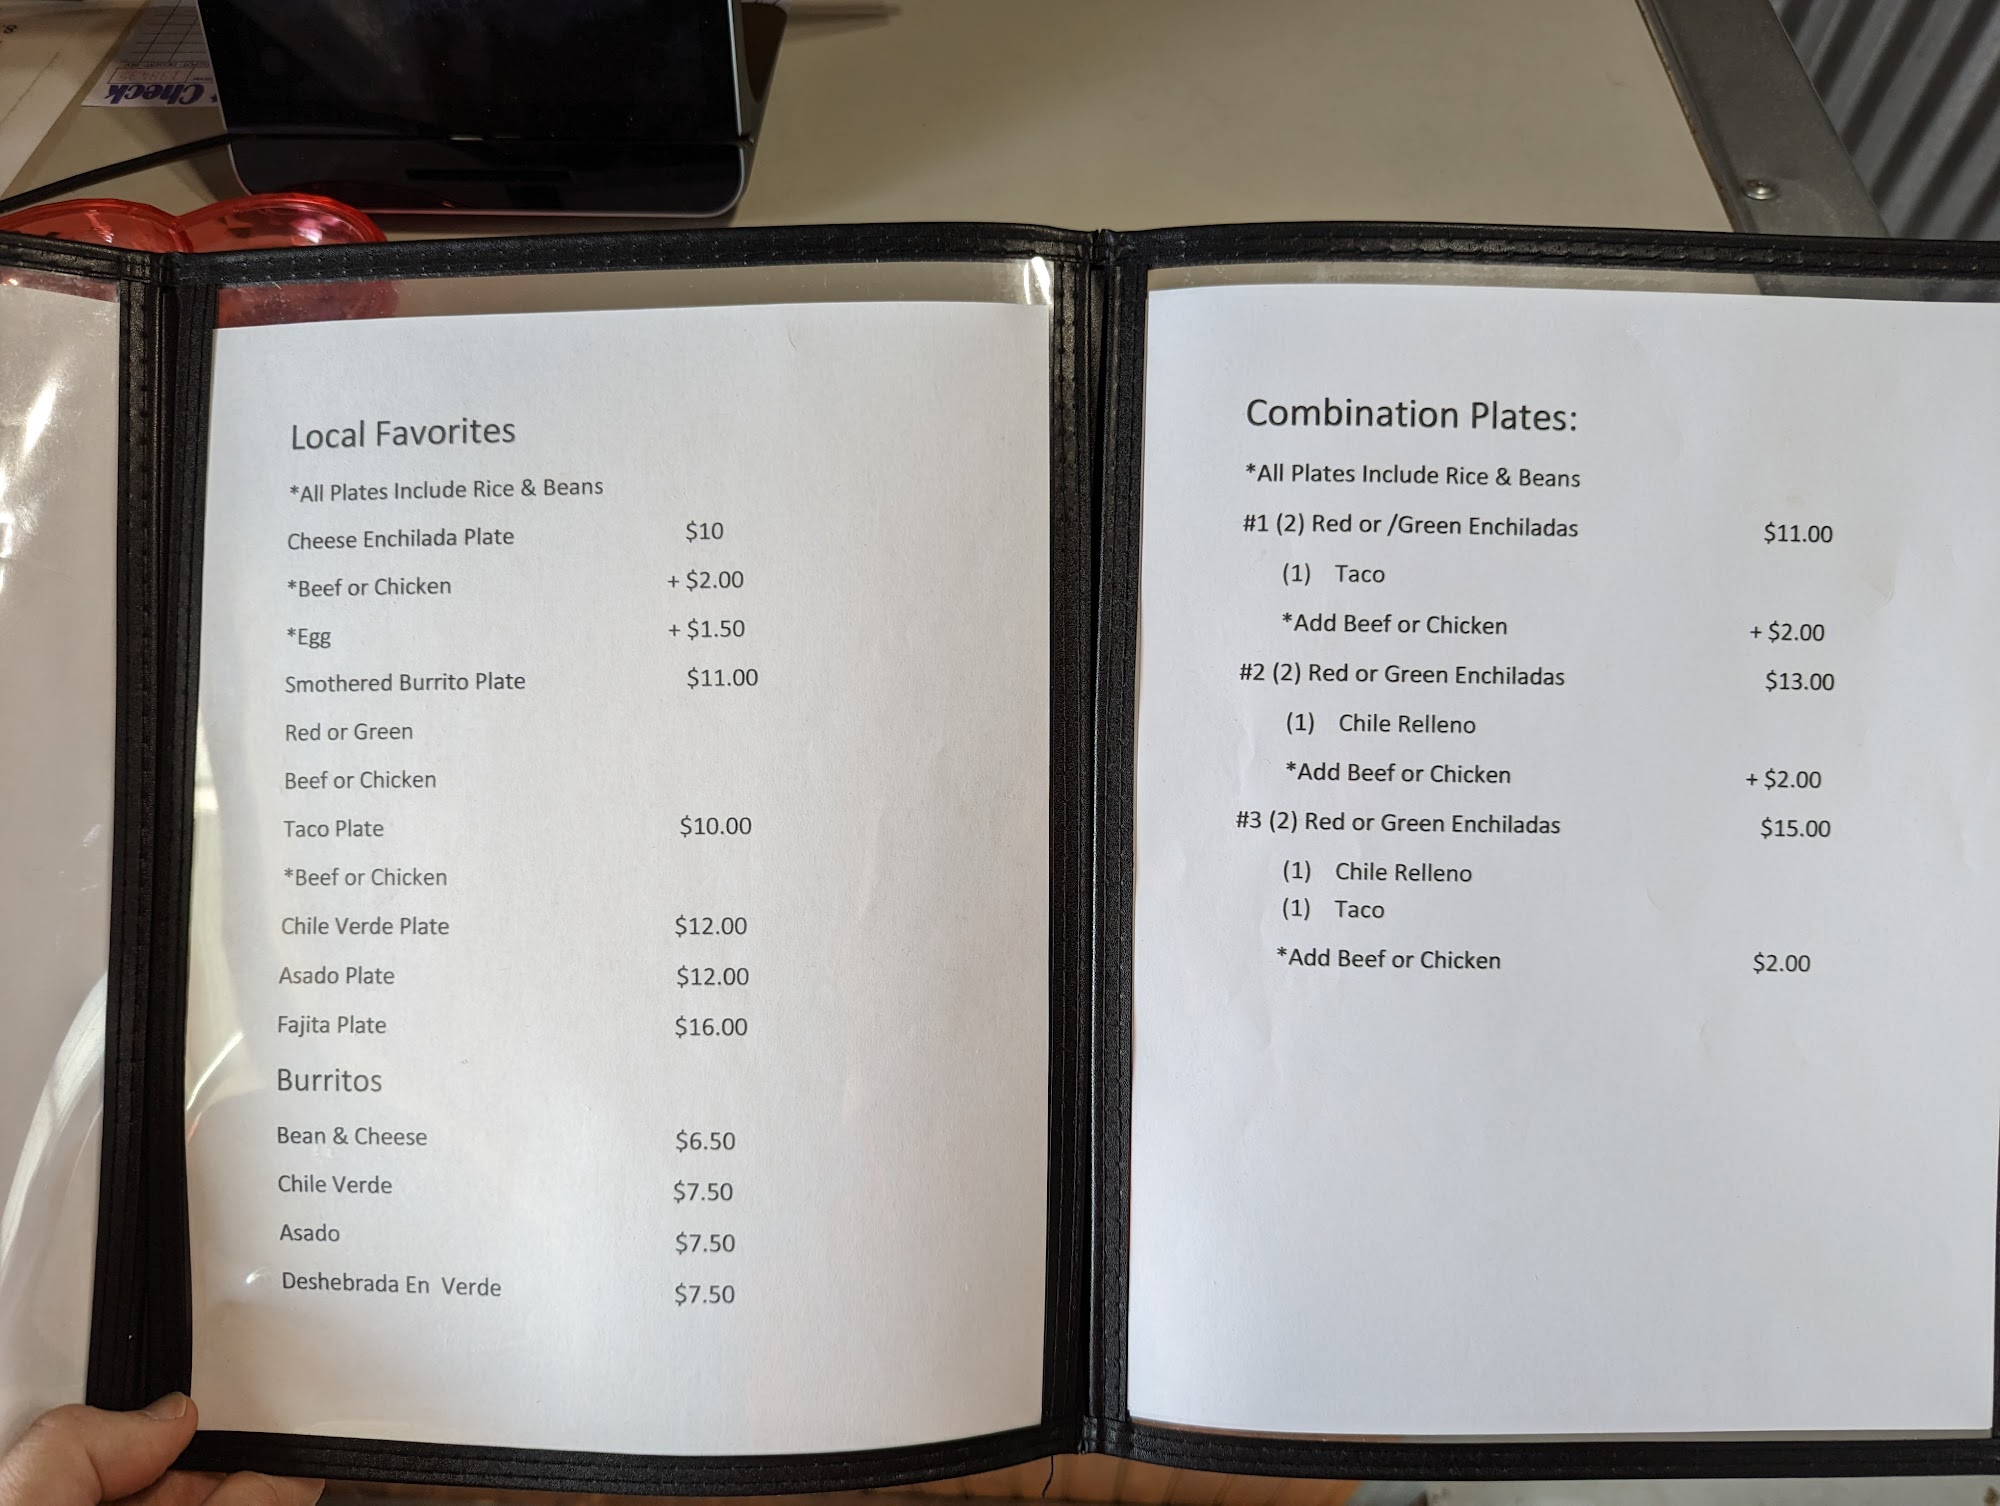 Check
Local Favorites
*All Plates Include Rice & Beans
Cheese Enchilada Plate $10
*Beef or Chicken + $2.00
*Egg + $1.50
Smothered Burrito Plate $11.00
Red or Green
Beef or Chicken
Taco Plate $10.00
*Beef or Chicken
Chile Verde Plate $12.00
Asado Plate $12.00
Fajita Plate $16.00
Burritos
Bean & Cheese $6.50
Chile Verde $7.50
Asado $7.50
Deshebrada En Verde $7.50
Combination Plates:
*All Plates Include Rice & Beans
#1 (2) Red or /Green Enchiladas $11.00
(1) Taco
*Add Beef or Chicken + $2.00
#2 (2) Red or Green Enchiladas $13.00
(1) Chile Relleno
*Add Beef or Chicken + $2.00
#3 (2) Red or Green Enchiladas $15.00
(1) Chile Relleno
(1) Taco
*Add Beef or Chicken $2.00